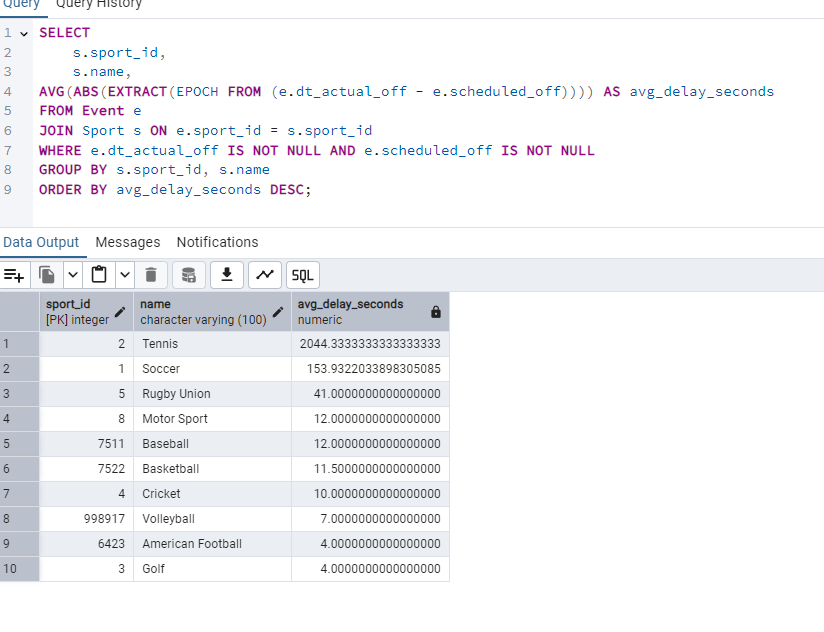 Query Query History
1 SELECT
2 s.sport_id,
3 s.name,
4 AVG(ABS(EXTRACT(EPOCH FROM (e.dt_actual_off - e.scheduled_off)))) AS avg_delay_seconds
5 FROM Event e
6 JOIN Sport s ON e.sport_id = s.sport_id
7 WHERE e.dt_actual_off IS NOT NULL AND e.scheduled_off IS NOT NULL
8 GROUP BY s.sport_id, s.name
9 ORDER BY avg_delay_seconds DESC;
Data Output Messages Notifications
SQL
sport_id name avg_delay_seconds
[PK] integer character varying (100) numeric
1 2 Tennis 2044.3333333333333333
2 1 Soccer 153.9322033898305085
3 5 Rugby Union 41.0000000000000000
4 8 Motor Sport 12.0000000000000000
5 7511 Baseball 12.0000000000000000
6 7522 Basketball 11.5000000000000000
7 4 Cricket 10.0000000000000000
8 998917 Volleyball 7.0000000000000000
9 6423 American Football 4.0000000000000000
10 3 Golf 4.0000000000000000